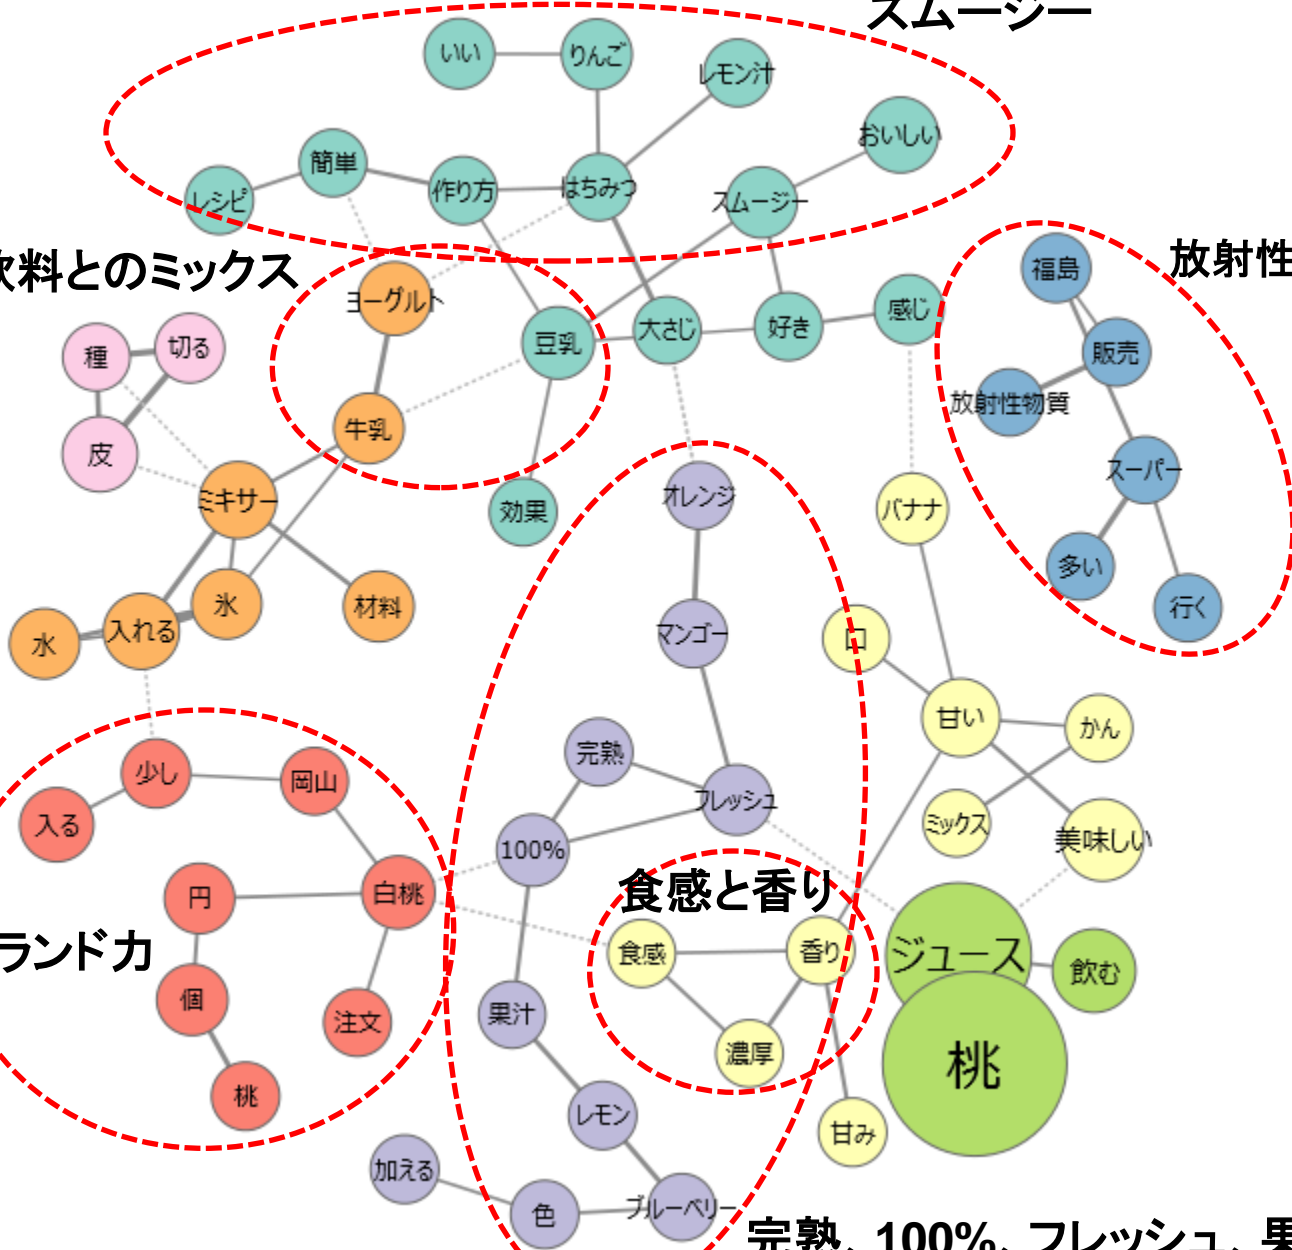 スムージー
いい
りんご
レモン汁
おいしい
簡単
レシピ
作り方
はちみつ
スムージー
飲料とのミックス
放射性
福島
ヨーグルト
感じ
豆乳
大さじ
好き
種
切る
販売
放射性物質
牛乳
皮
スーパー
ミキサー
オレンジ
効果
バナナ
多い
氷
材料
行く
水
入れる
マンゴー
口
甘い
かん
完熟
少し
岡山
フレッシュ
入る
ミックス
美味しい
100%
円
白桃
食感と香り
ランド力
食感
香り
ジュース
飲む
個
注文
果汁
濃厚
桃
桃
レモン
甘み
加える
色
ブルーベリー
完熟、100%、フレッシュ、果